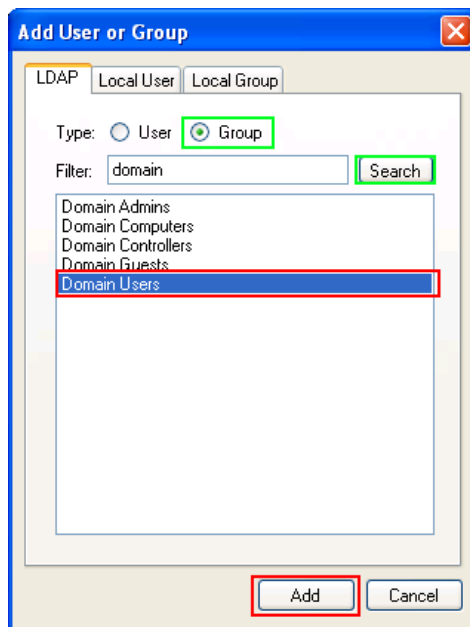 Add User or Group
LDAP Local User Local Group
Type: User Group
Filter: domain Search
Domain Admins
Domain Computers
Domain Controllers
Domain Guests
Domain Users
Add Cancel